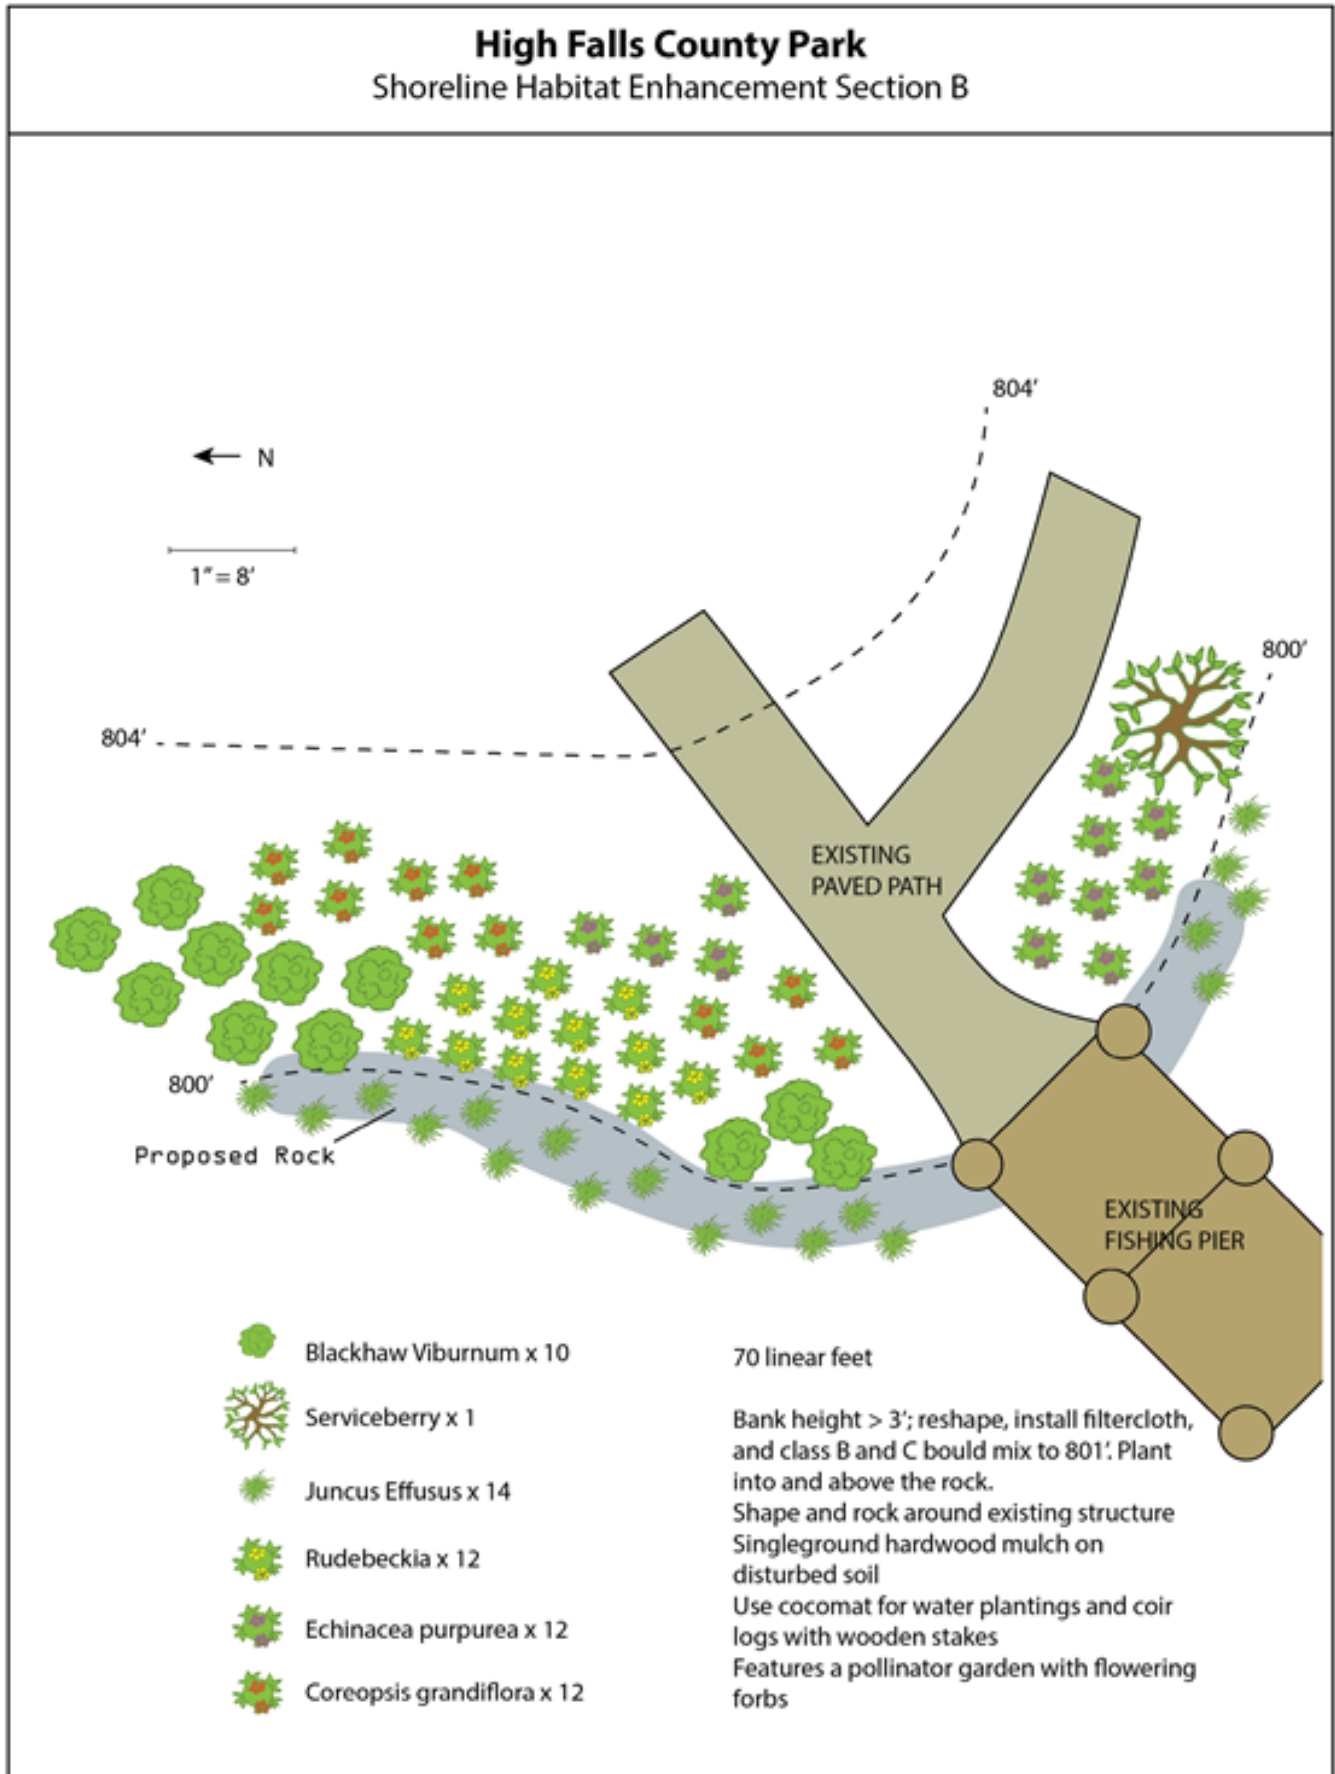 High Falls County Park
Shoreline Habitat Enhancement Section B
804'
N
1" = 8'
800'
804'
EXISTING
PAVED PATH
800'
Proposed Rock
EXISTING
FISHING PIER
Blackhaw Viburnum x 10
Serviceberry x 1
Juncus Effusus x 14
Rudebeckia x 12
Echinacea purpurea x 12
Coreopsis grandiflora x 12
70 linear feet
Bank height > 3'; reshape, install filtercloth,
and class B and C bould mix to 801'. Plant
into and above the rock.
Shape and rock around existing structure
Singleground hardwood mulch on
disturbed soil
Use cocomat for water plantings and coir
logs with wooden stakes
Features a pollinator garden with flowering
forbs